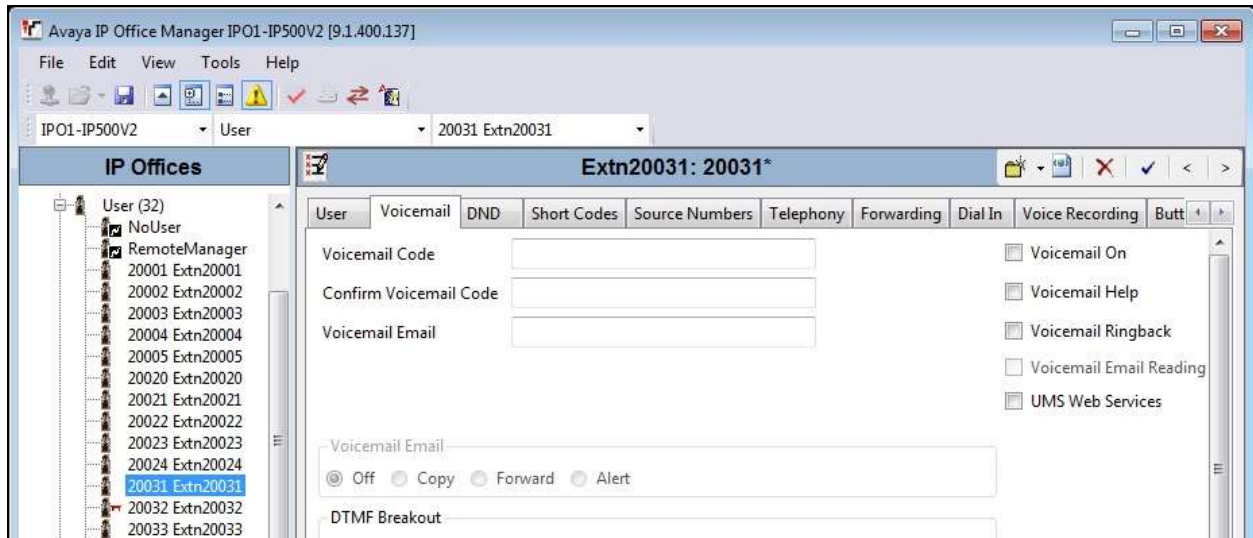 Avaya IP Office Manager IPO1-IP500V2 [9.1.400.137]
File Edit View Tools Help
IPO1-IP500V2 User 20031 Extn20031
IP Offices
Extn20031: 20031*
User (32)
NoUser
RemoteManager
20001 Extn20001
20002 Extn20002
20003 Extn20003
20004 Extn20004
20005 Extn20005
20020 Extn20020
20021 Extn20021
20022 Extn20022
20023 Extn20023
20024 Extn20024
20031 Extn20031
20032 Extn20032
20033 Extn20033
User Voicemail DND Short Codes Source Numbers Telephony Forwarding Dial In Voice Recording Butt
Voicemail Code
Confirm Voicemail Code
Voicemail Email
Voicemail On
Voicemail Help
Voicemail Ringback
Voicemail Email Reading
UMS Web Services
Voicemail Email
Off Copy Forward Alert
DTMF Breakout